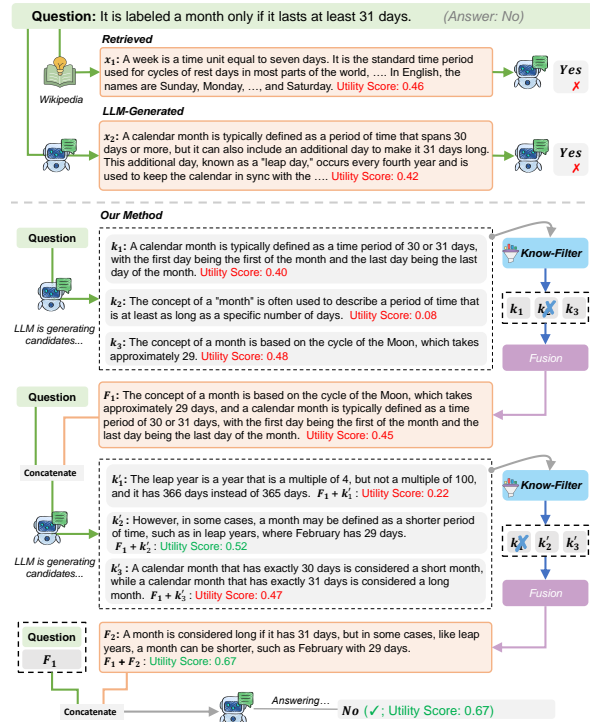 Question: It is labeled a month only if it lasts at least 31 days. (Answer: No)
Retrieved
x₁: A week is a time unit equal to seven days. It is the standard time period
used for cycles of rest days in most parts of the world, …. In English, the
names are Sunday, Monday, …, and Saturday. Utility Score: 0.46
Wikipedia
Yes
✗
LLM-Generated
x₂: A calendar month is typically defined as a period of time that spans 30
days or more, but it can also include an additional day to make it 31 days long.
This additional day, known as a "leap day," occurs every fourth year and is
used to keep the calendar in sync with the …. Utility Score: 0.42
Yes
✗
Our Method
Question
LLM is generating
candidates...
k₁: A calendar month is typically defined as a time period of 30 or 31 days,
with the first day being the first of the month and the last day being the last
day of the month. Utility Score: 0.40
k₂: The concept of a "month" is often used to describe a period of time that
is at least as long as a specific number of days. Utility Score: 0.08
k₃: The concept of a month is based on the cycle of the Moon, which takes
approximately 29. Utility Score: 0.48
Know-Filter
k₁ k₂ k₃
Fusion
Question
F₁: The concept of a month is based on the cycle of the Moon, which takes
approximately 29 days, and a calendar month is typically defined as a time
period of 30 or 31 days, with the first day being the first of the month and the
last day being the last day of the month. Utility Score: 0.45
Concatenate
LLM is generating
candidates...
k′₁: The leap year is a year that is a multiple of 4, but not a multiple of 100,
and it has 366 days instead of 365 days. F₁ + k′₁ : Utility Score: 0.22
k′₂: However, in some cases, a month may be defined as a shorter period
of time, such as in leap years, where February has 29 days.
F₁ + k′₂ : Utility Score: 0.52
k′₃: A calendar month that has exactly 30 days is considered a short month,
while a calendar month that has exactly 31 days is considered a long
month. F₁ + k′₃ : Utility Score: 0.47
Know-Filter
k′₁ k′₂ k′₃
Fusion
Question
F₁
F₂: A month is considered long if it has 31 days, but in some cases, like leap
years, a month can be shorter, such as February with 29 days.
F₁ + F₂ : Utility Score: 0.67
Concatenate
Answering…
No (✓; Utility Score: 0.67)